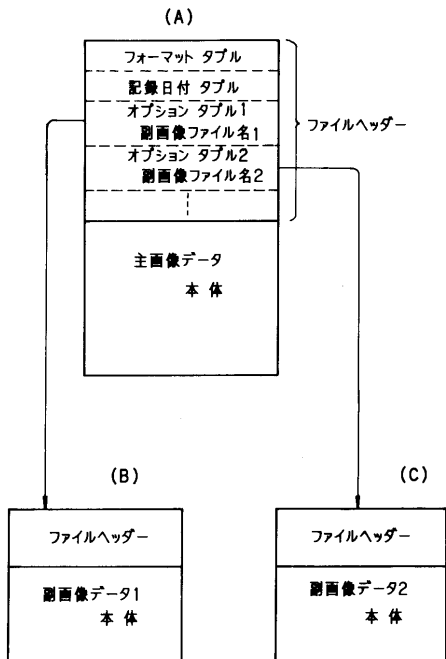 (A)
フォーマット タプル
記録日付 タプル
オプション タプル1
副画像ファイル名1
オプション タプル2
副画像ファイル名2
ファイルヘッダー
主画像データ
本 体
(B)
(C)
ファイルヘッダー
ファイルヘッダー
副画像データ1
本 体
副画像データ2
本 体